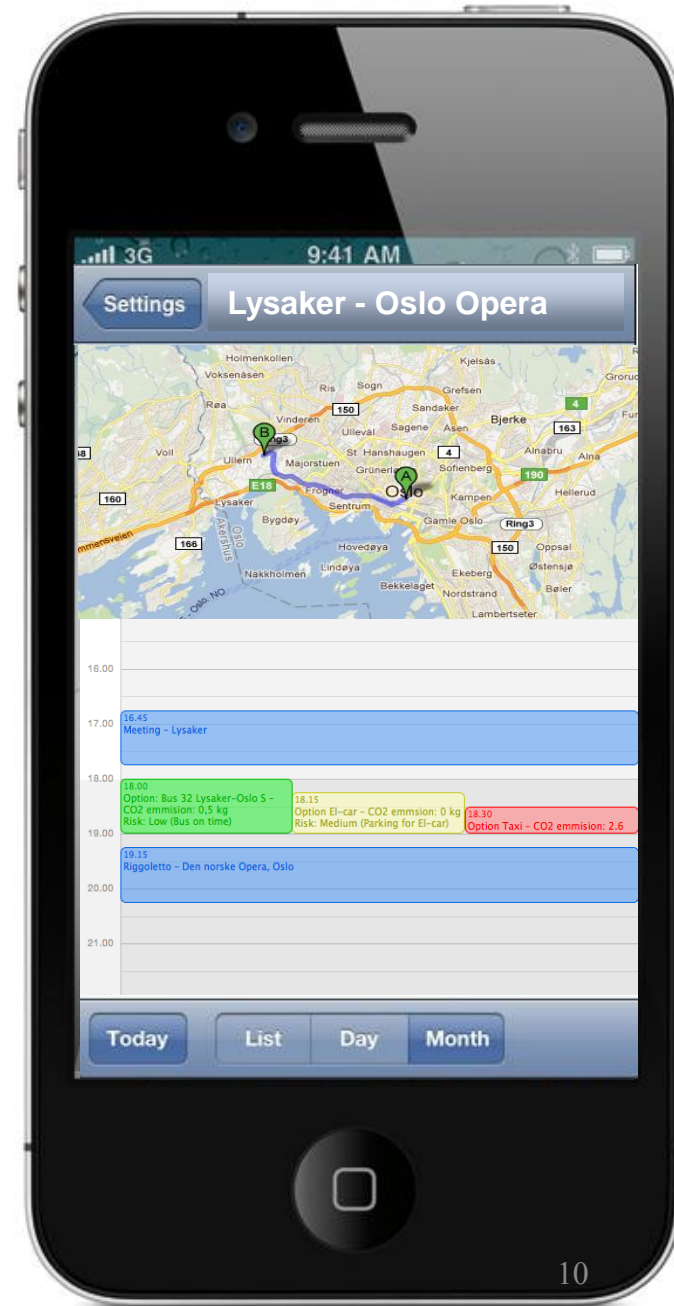 3G 9:41 AM
Settings Lysaker - Oslo Opera
Holmenkollen
Kjelsås
Voksenåsen
Ris Sogn Grefsen
Røa
150
Sandaker
4
Vinderen
Bjerke
B
Ring3
Ullevål Sagene Åsen
163
Voll
Ullern
St Hanshaugen
4
Alnabru
Alna
Majorstuen
Sofienberg
190
E18
A
Oslo
Frogner
Kampen
Hellerud
160
Lysaker
Sentrum
Bygdøy
Gamle Oslo
Ring3
166
Oslo
Akershus
Hovedøya
150
Oppsal
Nakkholmen
Lindøya
Ekeberg
Østensjø
Bekkelaget
Nordstrand
Bøler
Oslo, NO
Lambertseter
16.00
16.45
17.00
Meeting - Lysaker
18.00
18.00
Option: Bus 32 Lysaker-Oslo S -
CO2 emmision: 0,5 kg
Risk: Low (Bus on time)
18.15
Option El-car - CO2 emmsion: 0 kg
Risk: Medium (Parking for El-car)
18.30
Option Taxi - CO2 emmision: 2.6
19.00
19.15
Riggoletto - Den norske Opera, Oslo
20.00
21.00
Today List Day Month
10